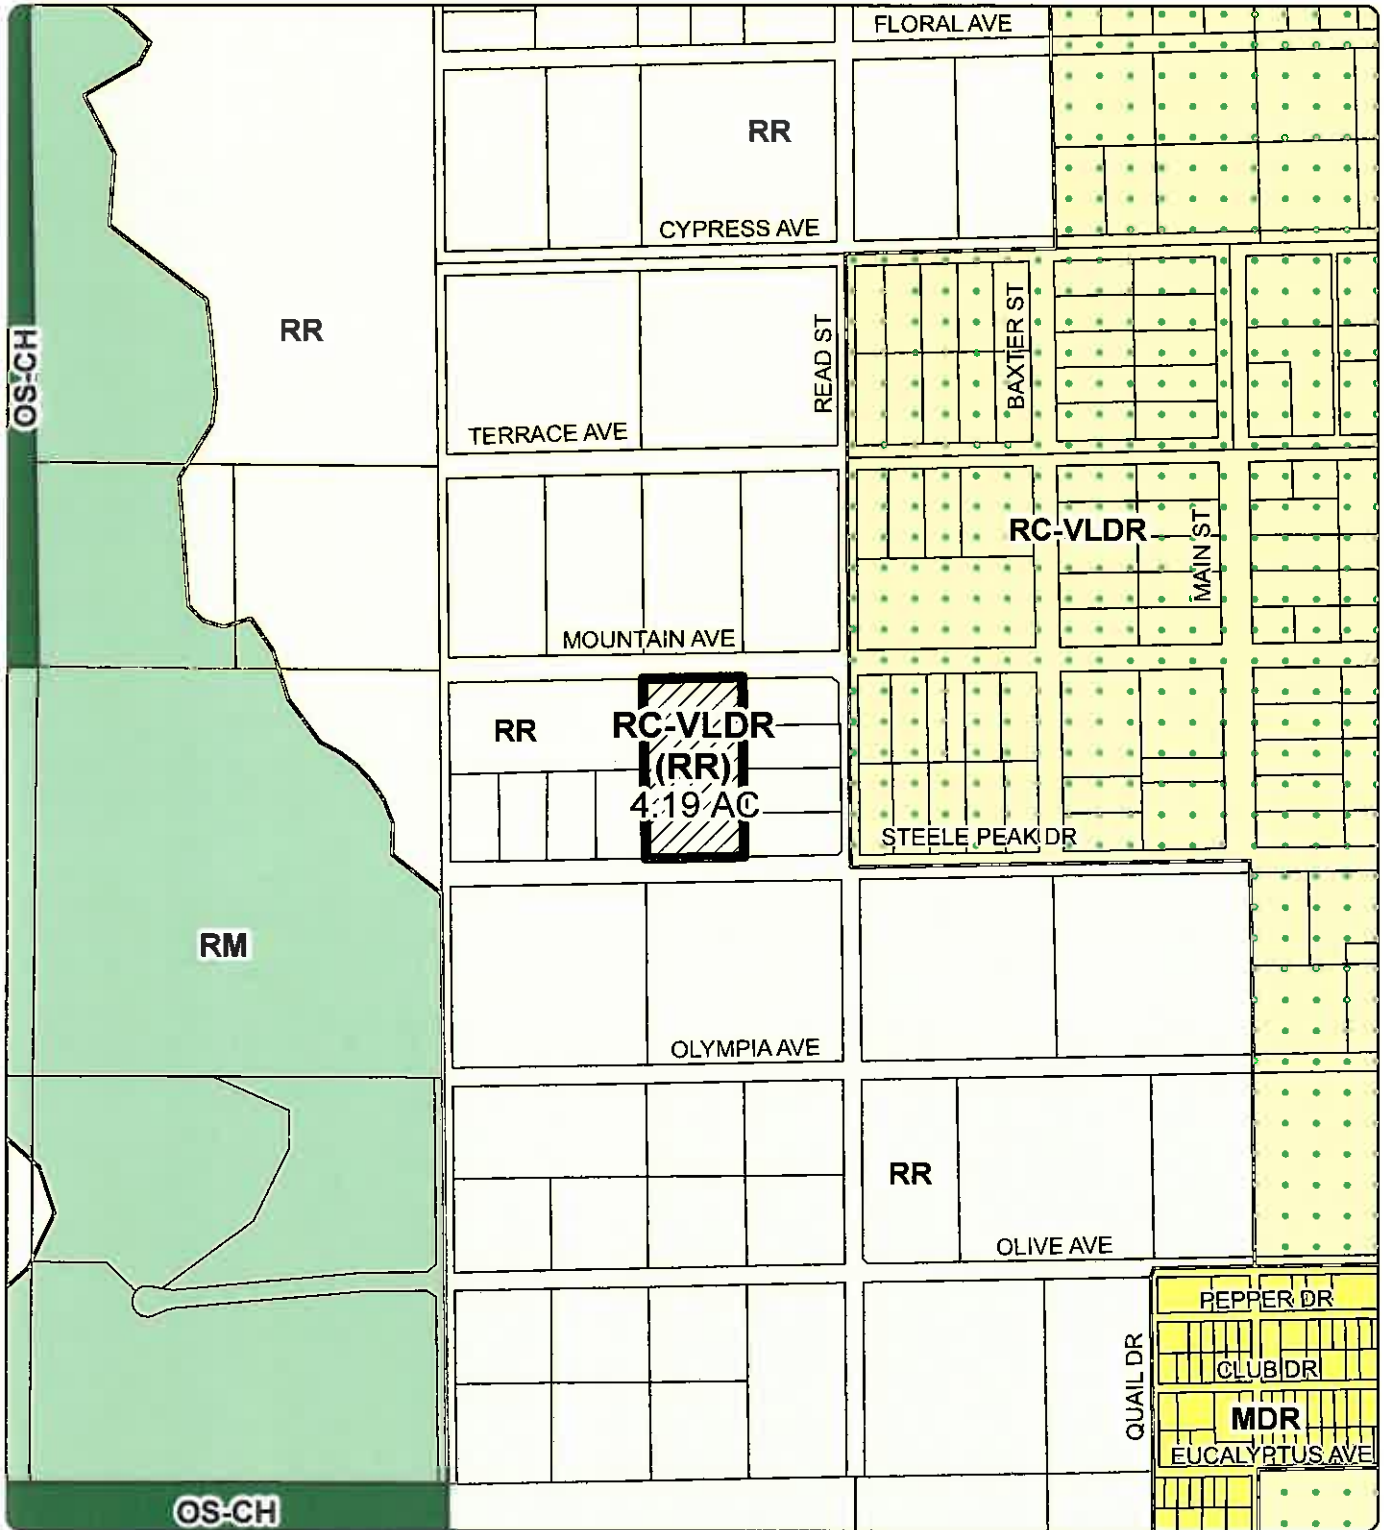 FLORAL AVE
RR
CYPRESS AVE
RR
OS-CH
READ ST
BAXTER ST
TERRACE AVE
RC-VLDR
MAIN ST
MOUNTAIN AVE
RR
RC-VLDR
(RR)
4.19 AC
STEELE PEAK DR
RM
OLYMPIA AVE
RR
OLIVE AVE
PEPPER DR
QUAIL DR
CLUB DR
MDR
EUCALYPTUS AVE
OS-CH